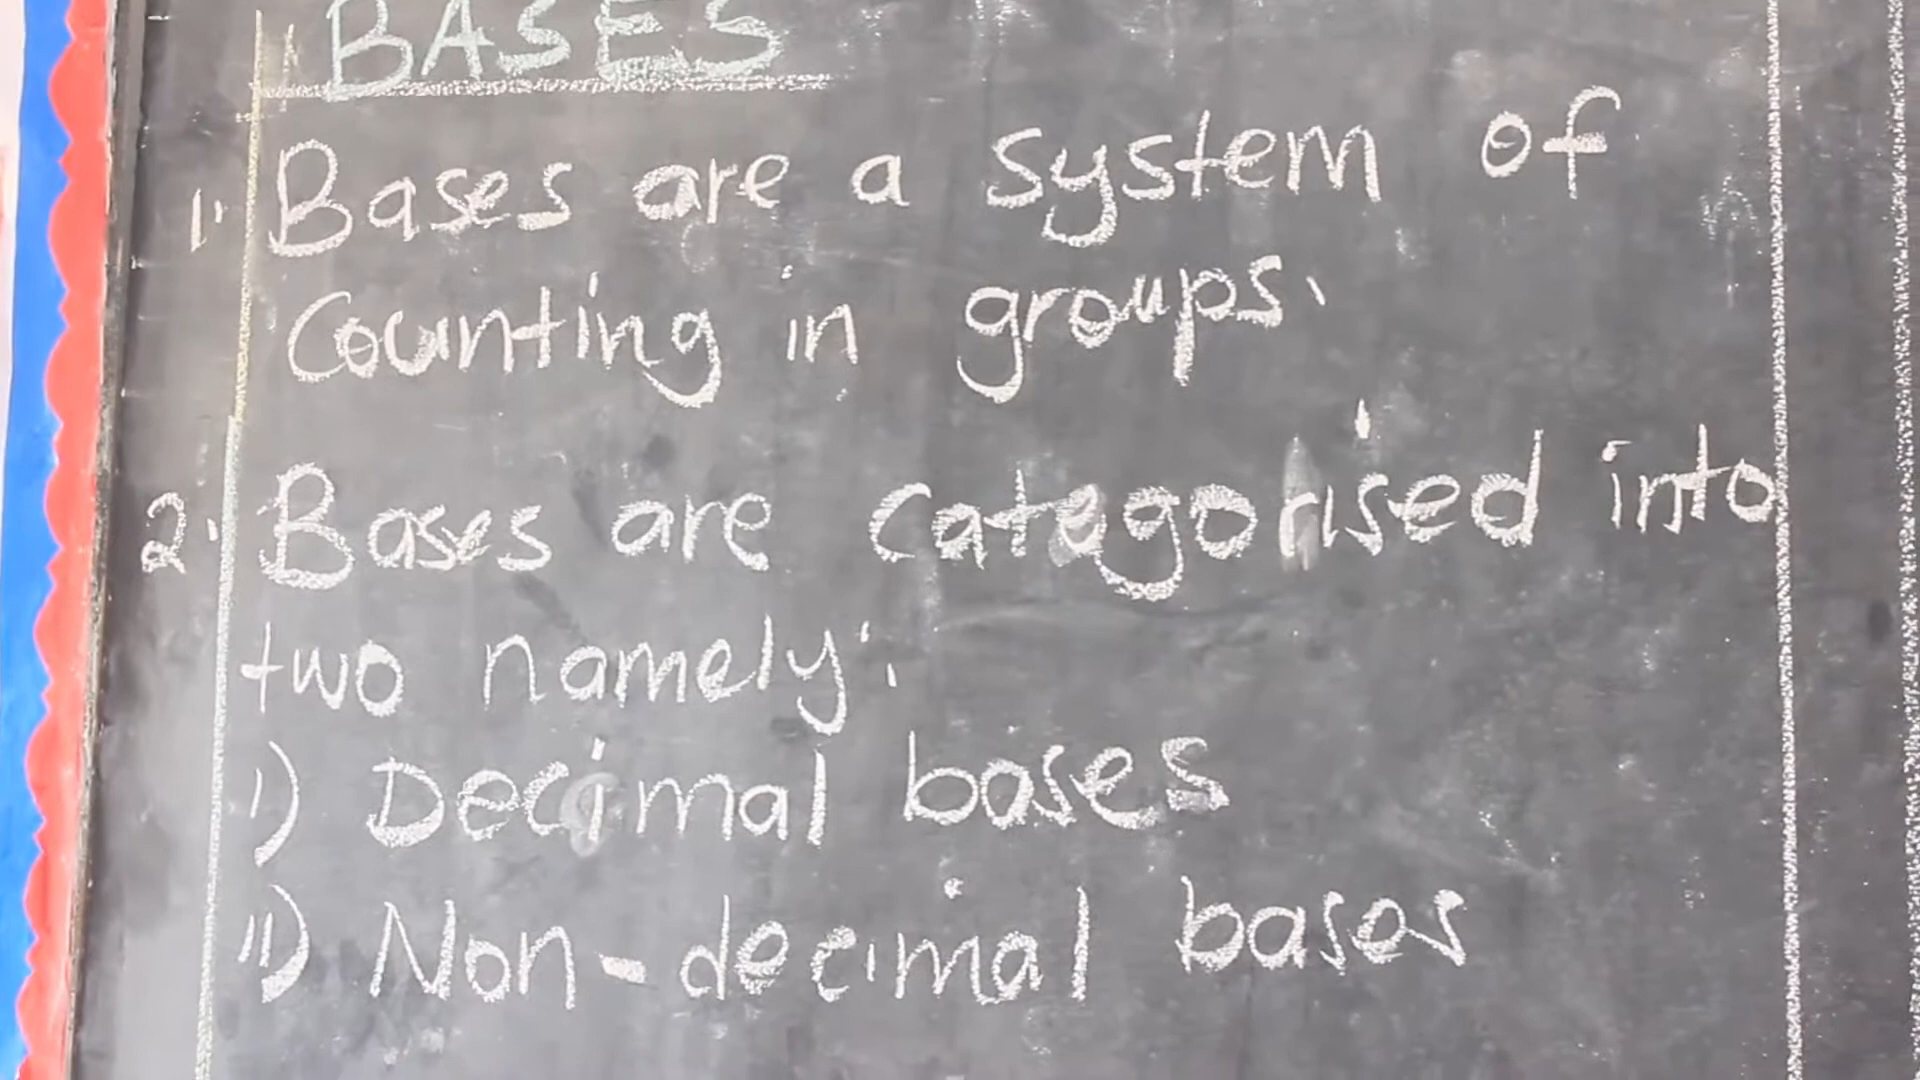 BASES
1. Bases are a system of
Counting in groups.
2. Bases are Categorised into
two namely:
i) Decimal bases
ii) Non-decimal bases